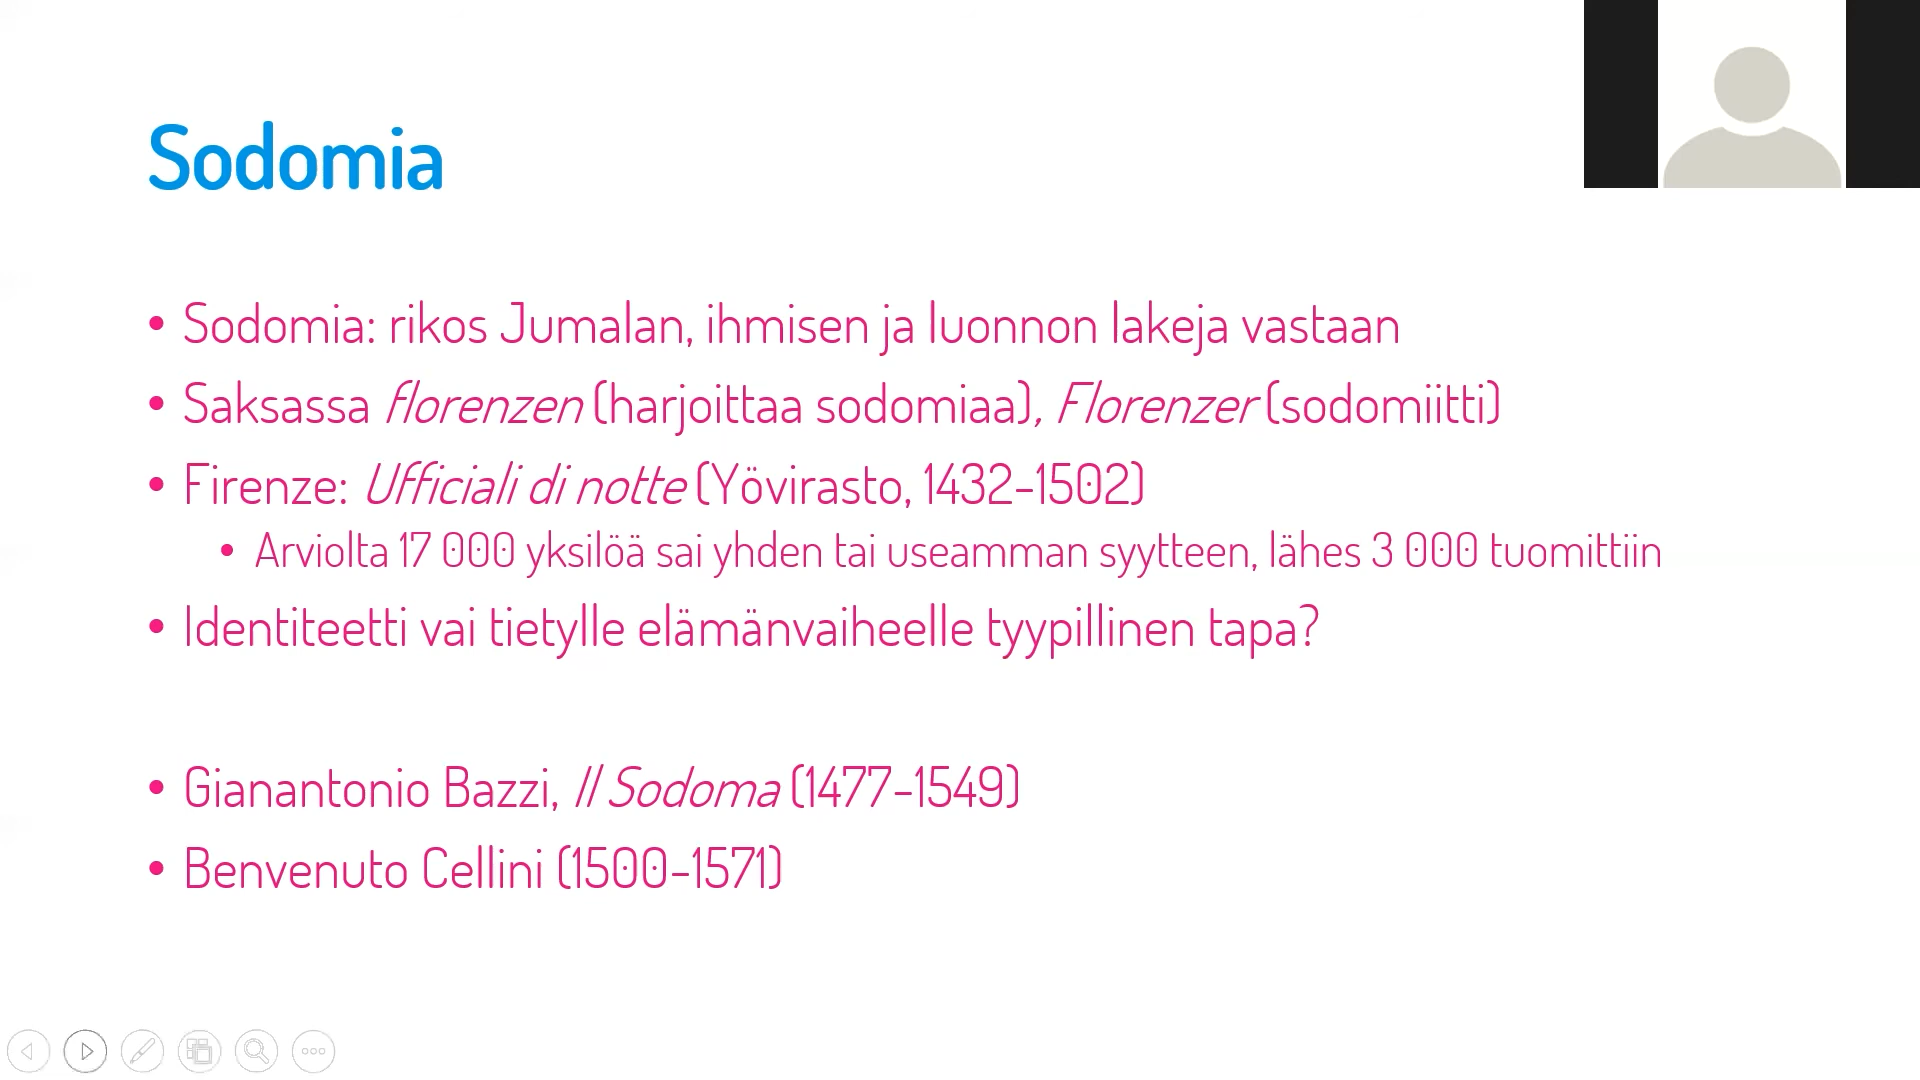 Sodomia
• Sodomia: rikos Jumalan, ihmisen ja luonnon lakeja vastaan
• Saksassa florenzen (harjoittaa sodomiaa), Florenzer (sodomiitti)
• Firenze: Ufficiali di notte (Yövirasto, 1432-1502)
• Arviolta 17 000 yksilöä sai yhden tai useamman syytteen, lähes 3 000 tuomittiin
• Identiteetti vai tietylle elämänvaiheelle tyypillinen tapa?
• Gianantonio Bazzi, Il Sodoma (1477-1549)
• Benvenuto Cellini (1500-1571)